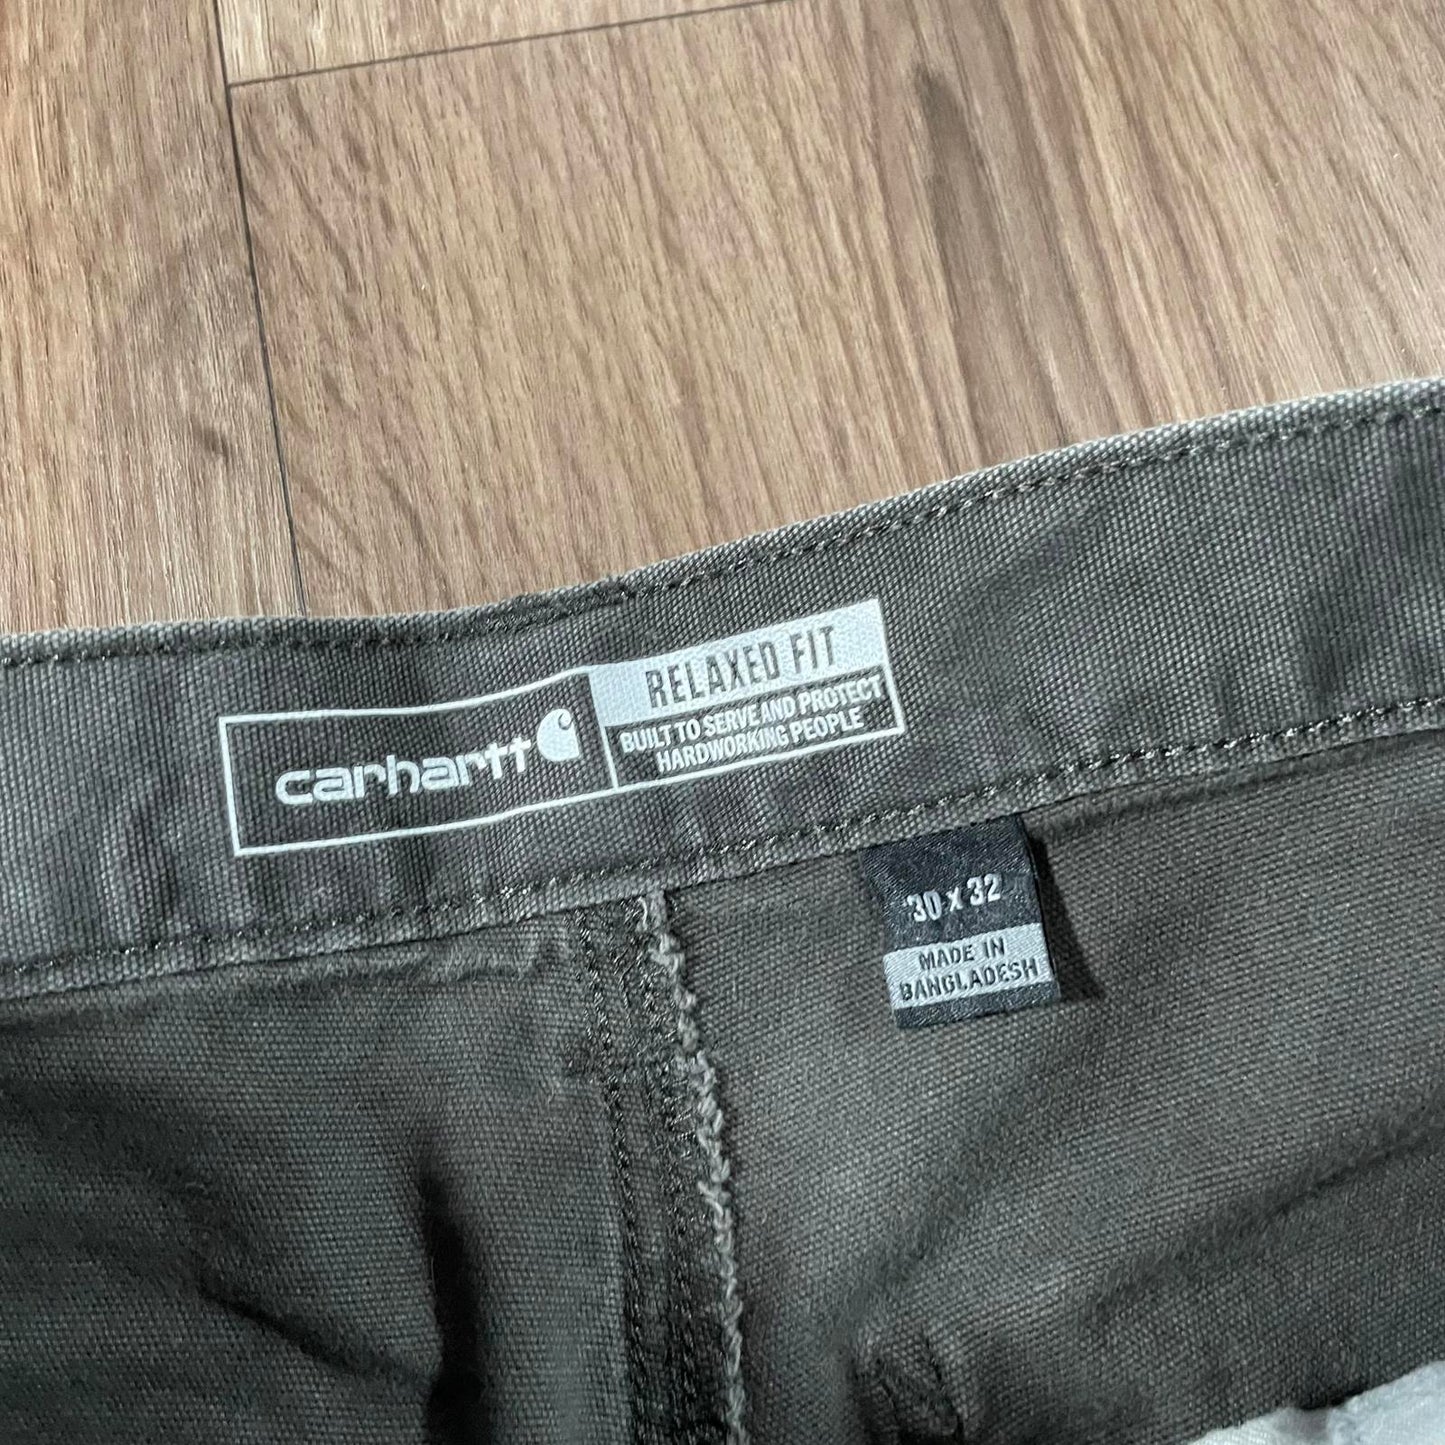 carhartt
RELAXED FIT
BUILT TO SERVE AND PROTECT
HARDWORKING PEOPLE
30 x 32
MADE IN
BANGLADESH